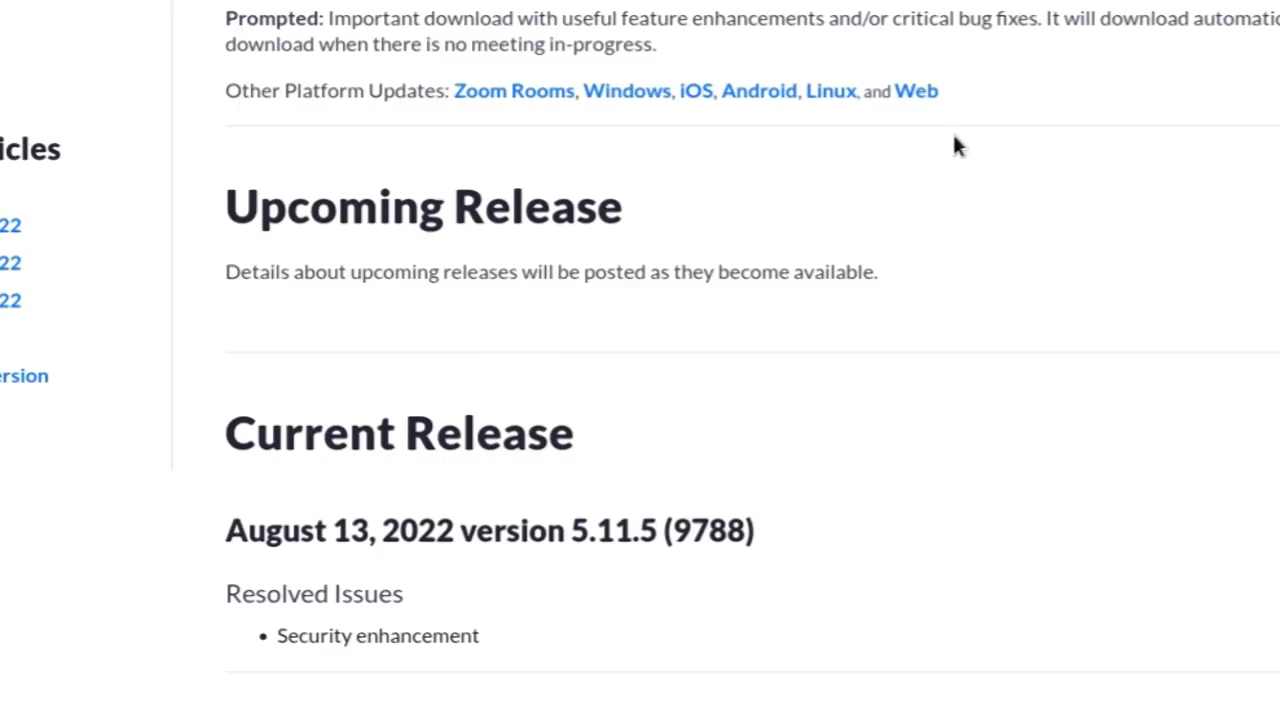 Prompted: Important download with useful feature enhancements and/or critical bug fixes. It will download
download when there is no meeting in-progress.
Other Platform Updates: Zoom Rooms, Windows, iOS, Android, Linux, and Web
icles
Upcoming Release
22
Details about upcoming releases will be posted as they become available.
22
22
ersion
Current Release
August 13, 2022 version 5.11.5 (9788)
Resolved Issues
• Security enhancement